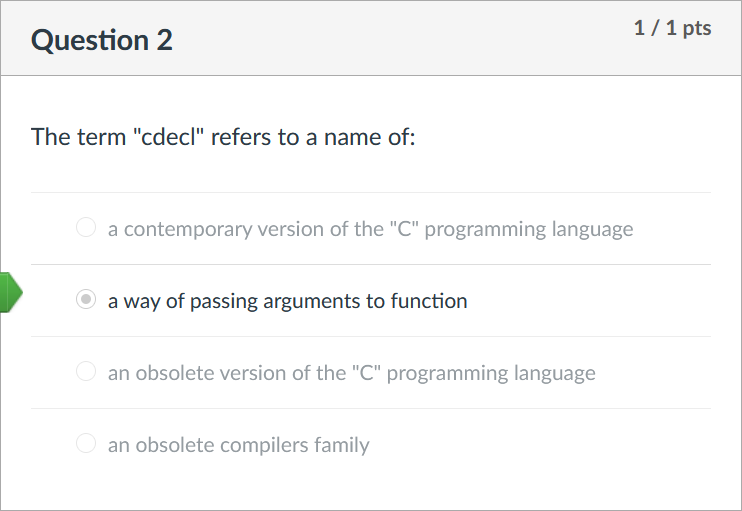 Question 2
1 / 1 pts
The term "cdecl" refers to a name of:
a contemporary version of the "C" programming language
a way of passing arguments to function
an obsolete version of the "C" programming language
an obsolete compilers family